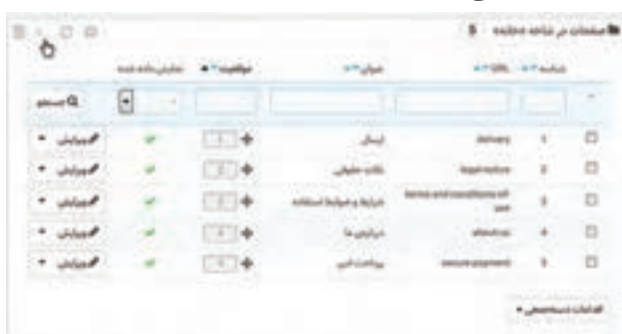 صفحات در شاخه 5
شناسه URL عنوان موقعیت نمایش داده شده
جستجو
1 delivery ارسال 1 ویرایش
2 legal-notice نکات حقوقی 2 ویرایش
3 terms-and-conditions-of-use شرایط و ضوابط استفاده 3 ویرایش
4 about-us درباره‌ی ما 4 ویرایش
5 secure-payment پرداخت امن 5 ویرایش
اقدامات دسته‌جمعی